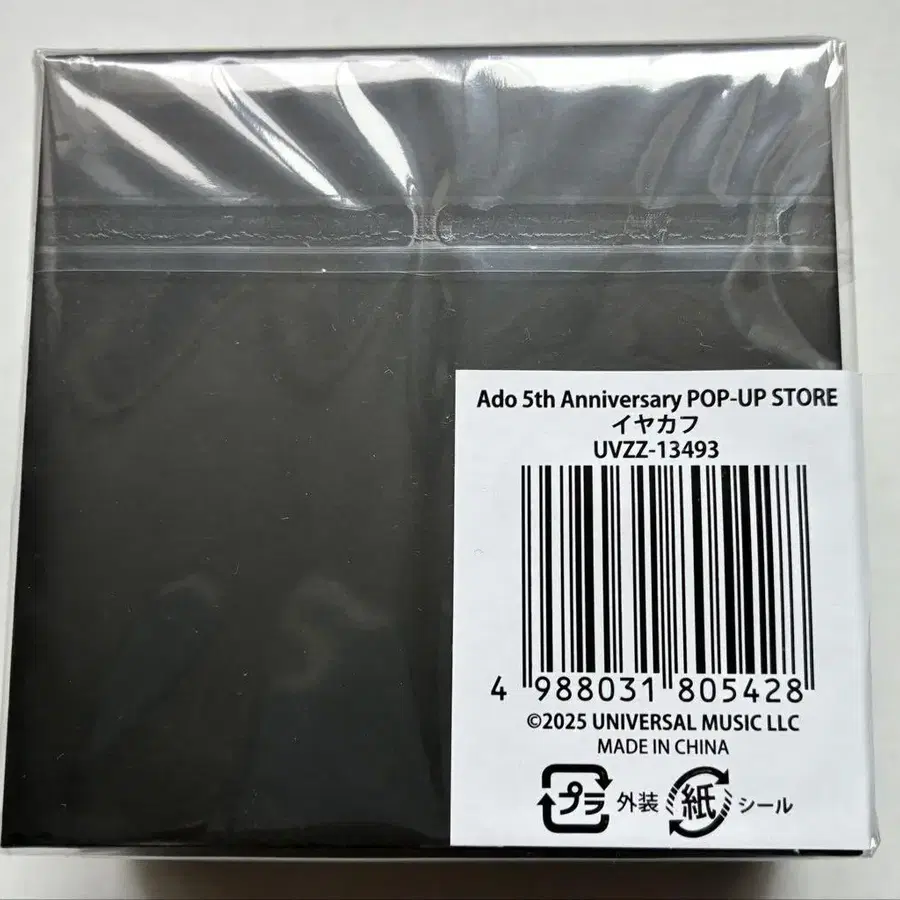 Ado 5th Anniversary POP-UP STORE
イヤカフ
UVZZ-13493
4 988031 805428
©2025 UNIVERSAL MUSIC LLC
MADE IN CHINA
プラ 外装 紙 シール